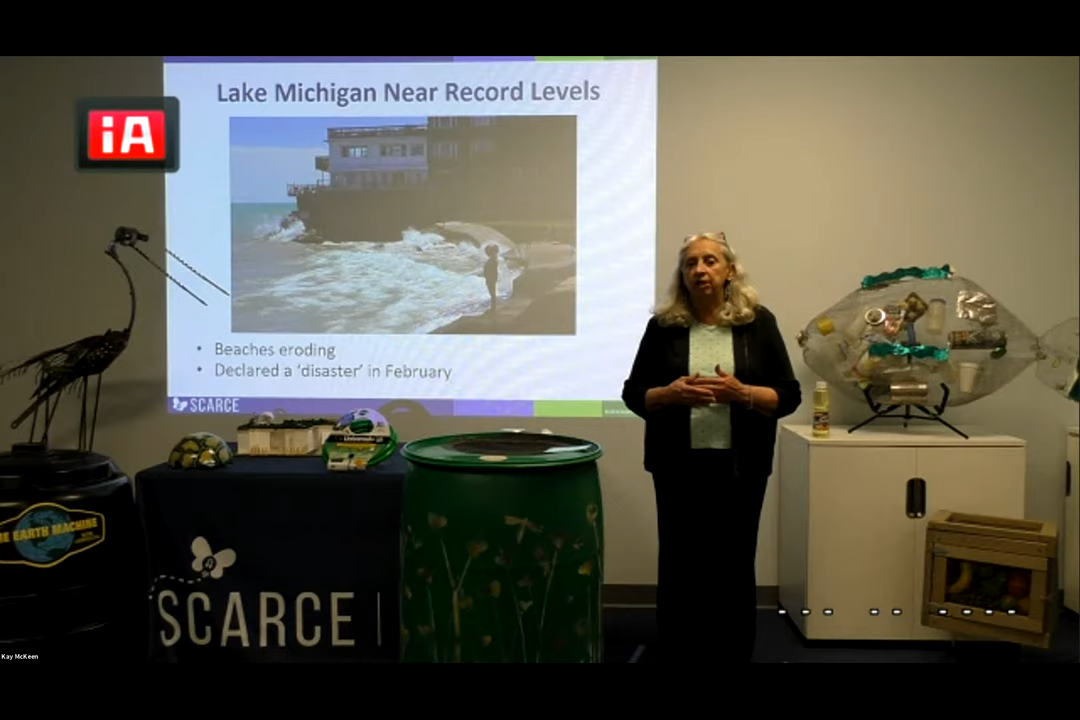 Lake Michigan Near Record Levels
iA
• Beaches eroding
• Declared a ‘disaster’ in February
SCARCE
THE EARTH MACHINE
SCARCE
Kay McKeen